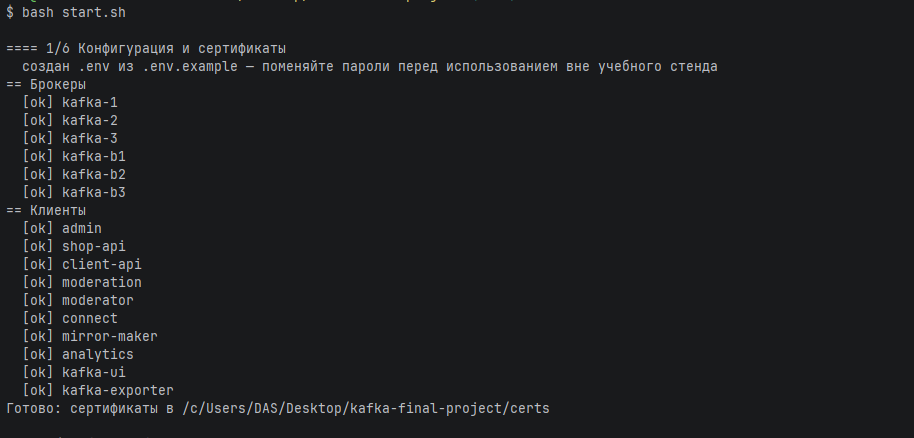 $ bash start.sh
==== 1/6 Конфигурация и сертификаты
создан .env из .env.example — поменяйте пароли перед использованием вне учебного стенда
== Брокеры
[ok] kafka-1
[ok] kafka-2
[ok] kafka-3
[ok] kafka-b1
[ok] kafka-b2
[ok] kafka-b3
== Клиенты
[ok] admin
[ok] shop-api
[ok] client-api
[ok] moderation
[ok] moderator
[ok] connect
[ok] mirror-maker
[ok] analytics
[ok] kafka-ui
[ok] kafka-exporter
Готово: сертификаты в /c/Users/DAS/Desktop/kafka-final-project/certs